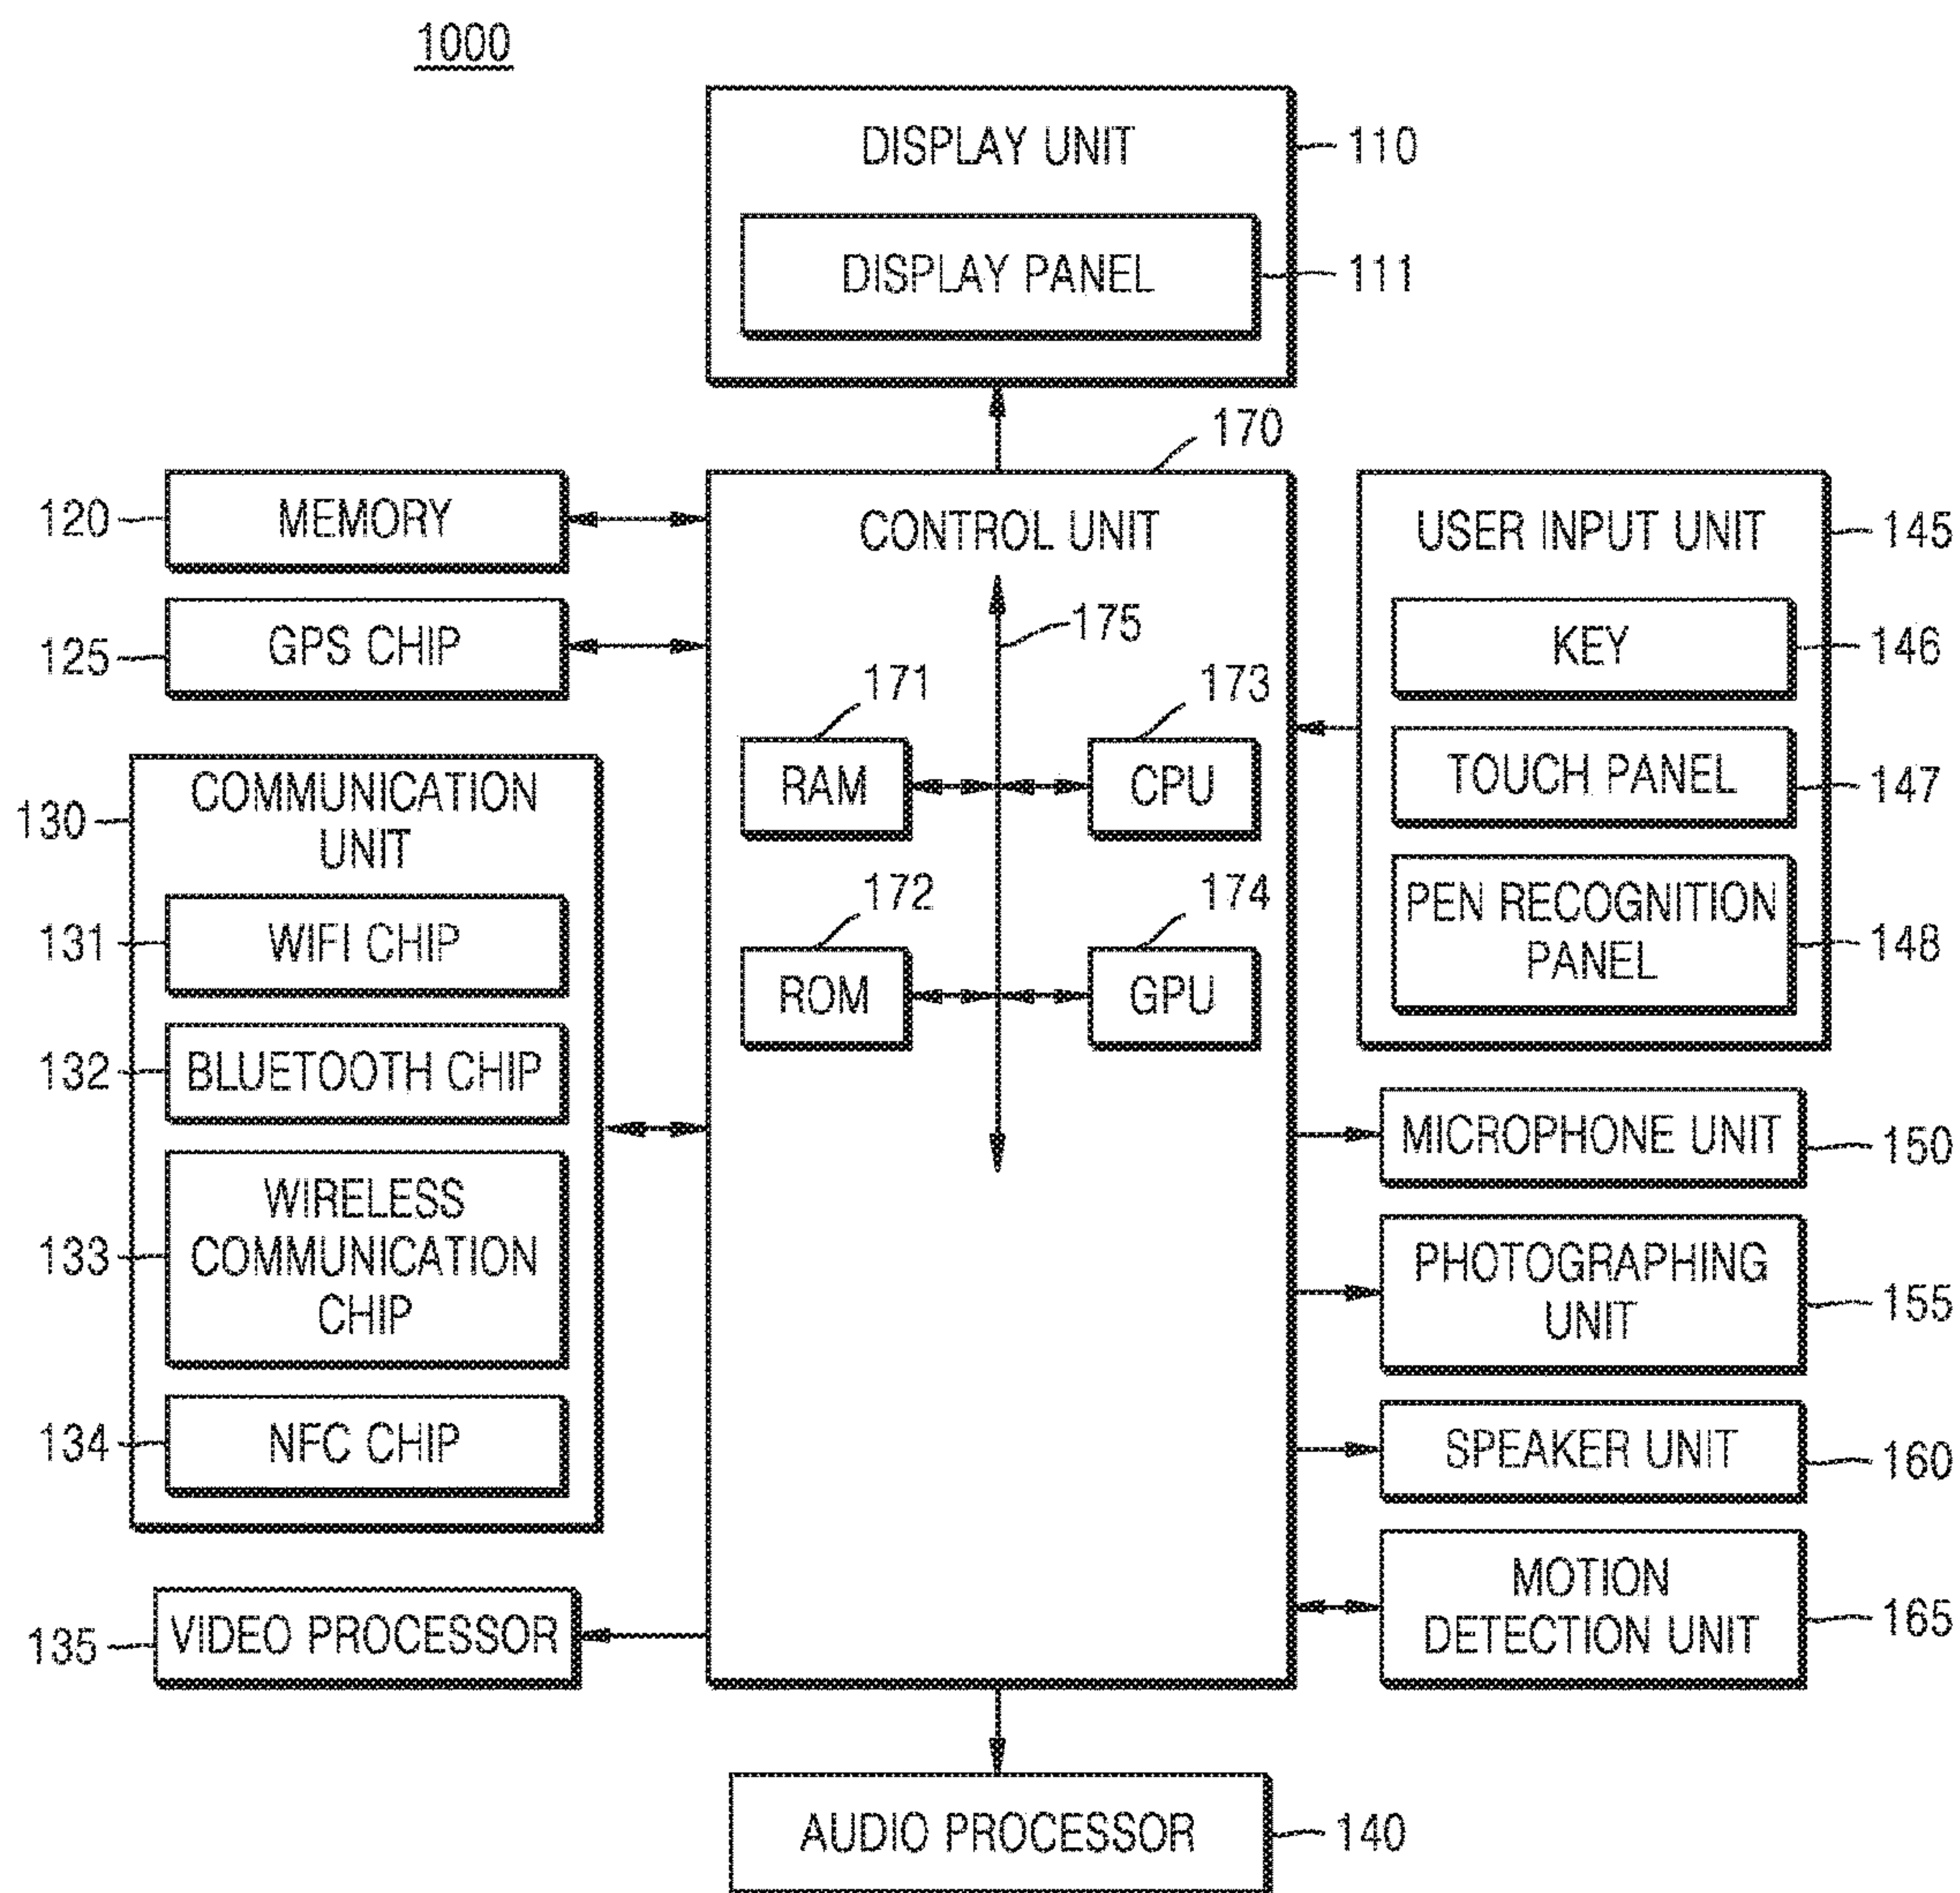 1000
DISPLAY UNIT
110
DISPLAY PANEL
111
170
120
MEMORY
125
GPS CHIP
130
COMMUNICATION
UNIT
131
WIFI CHIP
132
BLUETOOTH CHIP
133
WIRELESS
COMMUNICATION
CHIP
134
NFC CHIP
135
VIDEO PROCESSOR
CONTROL UNIT
175
171
RAM
173
CPU
172
ROM
174
GPU
USER INPUT UNIT
145
KEY
146
TOUCH PANEL
147
PEN RECOGNITION
PANEL
148
MICROPHONE UNIT
150
PHOTOGRAPHING
UNIT
155
SPEAKER UNIT
160
MOTION
DETECTION UNIT
165
AUDIO PROCESSOR
140